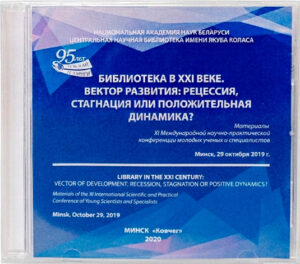 НАЦИОНАЛЬНАЯ АКАДЕМИЯ НАУК БЕЛАРУСИ
ЦЕНТРАЛЬНАЯ НАУЧНАЯ БИБЛИОТЕКА ИМЕНИ ЯКУБА КОЛАСА
95 ЛЕТ
БИБЛИОТЕКА В XXI ВЕКЕ.
ВЕКТОР РАЗВИТИЯ: РЕЦЕССИЯ,
СТАГНАЦИЯ ИЛИ ПОЛОЖИТЕЛЬНАЯ
ДИНАМИКА?
Материалы
XI Международной научно-практической
конференции молодых ученых и специалистов
Минск, 29 октября 2019 г.
LIBRARY IN THE XXI CENTURY:
VECTOR OF DEVELOPMENT: RECESSION, STAGNATION OR POSITIVE DYNAMICS?
Materials of the XI International Scientific and Practical
Conference of Young Scientists and Specialists
Minsk, October 29, 2019
МИНСК «Ковчег»
2020